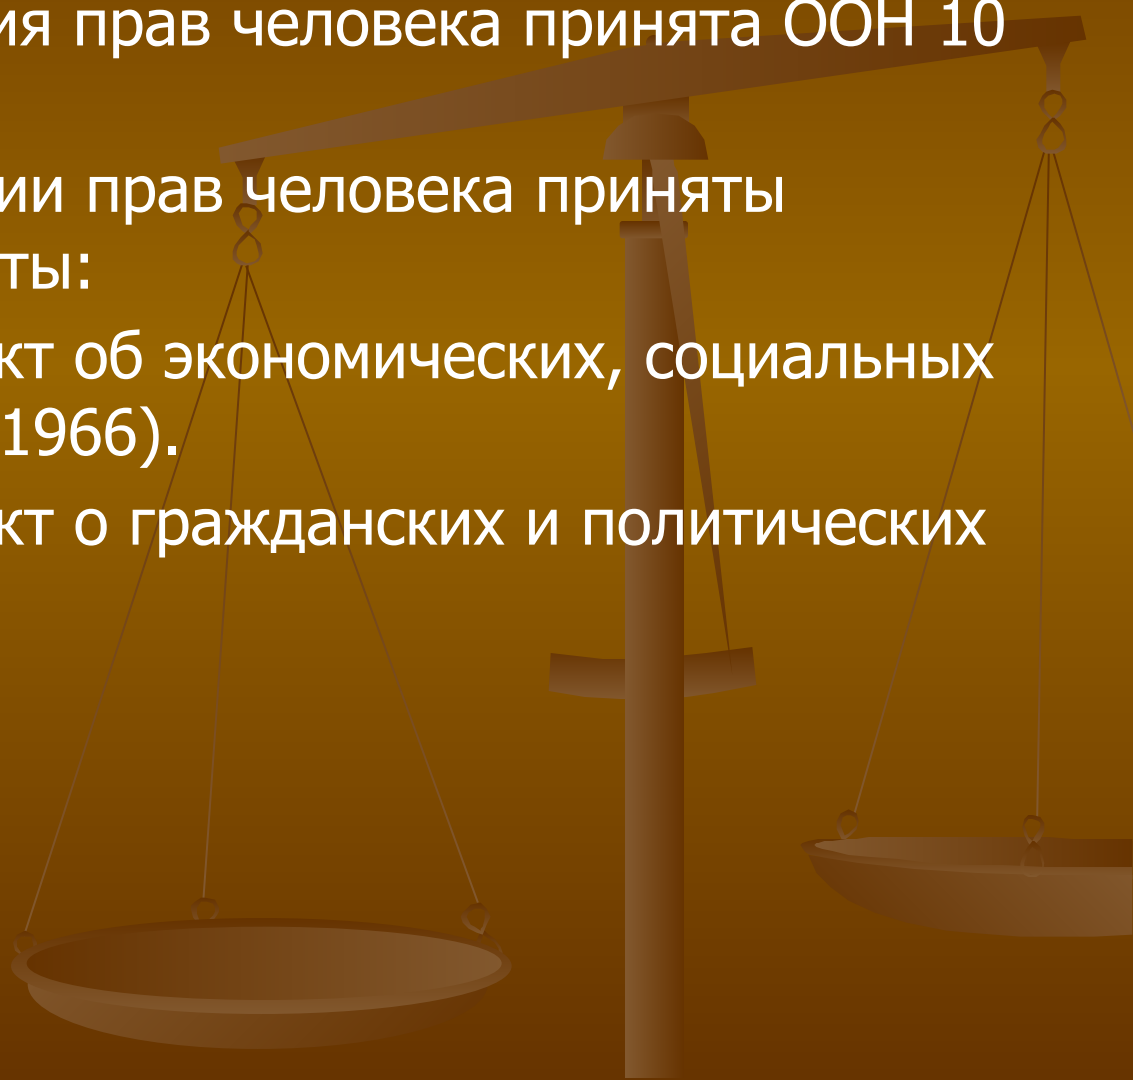 ия прав человека принята ООН 10
ии прав человека приняты
ты:
кт об экономических, социальных
1966).
кт о гражданских и политических